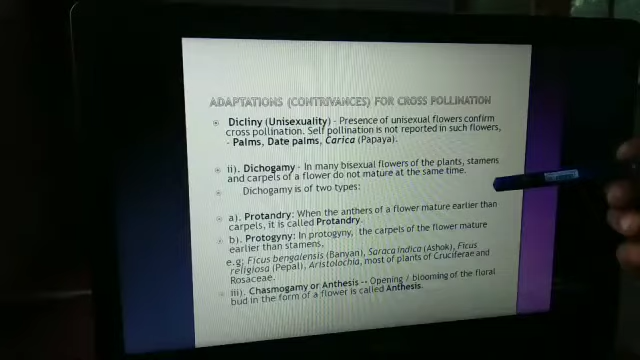 ADAPTATIONS (CONTRIVANCES) FOR CROSS POLLINATION
Dicliny (Unisexuality) - Presence of unisexual flowers confirm
cross pollination. Self pollination is not reported in such flowers,
- Palms, Date palms, Carica (Papaya).
ii). Dichogamy - In many bisexual flowers of the plants, stamens
and carpels of a flower do not mature at the same time.
Dichogamy is of two types:
a). Protandry: When the anthers of a flower mature earlier than
carpels, it is called Protandry.
b). Protogyny: In protogyny, the carpels of the flower mature
earlier than stamens,
e.g: Ficus bengalensis (Banyan), Saraca indica (Ashok), Ficus
religiosa (Pepal), Aristolochia, most of plants of Cruciferae and
Rosaceae.
iii). Chasmogamy or Anthesis -- Opening / blooming of the floral
bud in the form of a flower is called Anthesis.